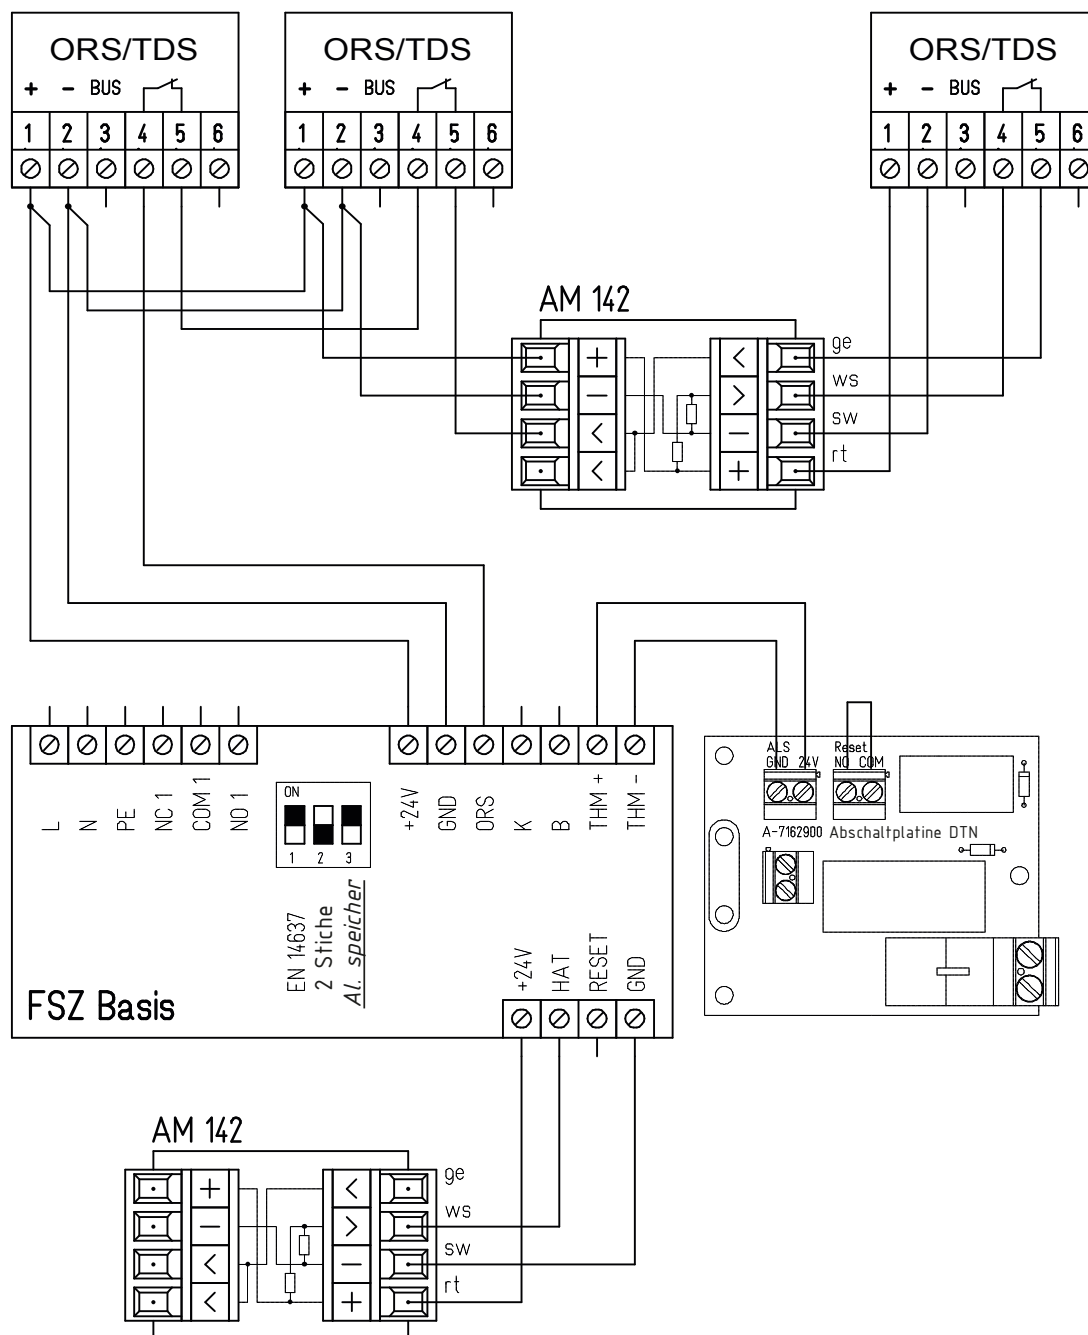 ORS/TDS ORS/TDS ORS/TDS
+ - BUS + - BUS + - BUS
1 2 3 4 5 6 1 2 3 4 5 6 1 2 3 4 5 6
AM 142
+ < ge
- > ws
< - sw
< + rt
L N PE NC 1 COM 1 NO 1 +24V GND ORS K B THM + THM -
ON
1 2 3
EN 14637
2 Stiche
Al. speicher
+24V HAT RESET GND
FSZ Basis
ALS Reset
GND 24V NO COM
A-7162900 Abschaltplatine DTN
AM 142
+ < ge
- > ws
< - sw
< + rt